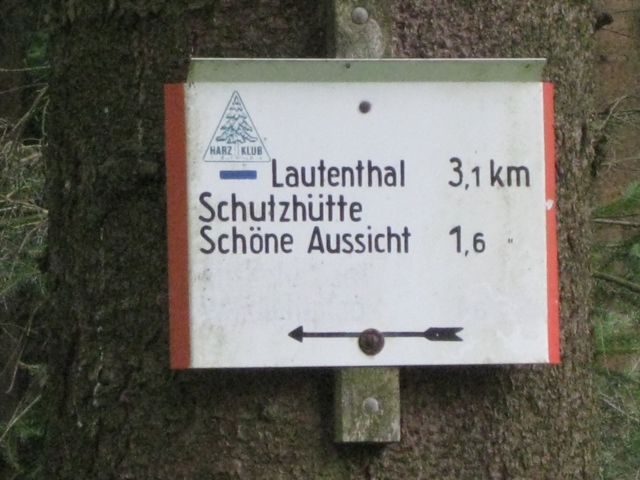 HARZ KLUB
Lautenthal 3,1 km
Schutzhütte
Schöne Aussicht 1,6 "